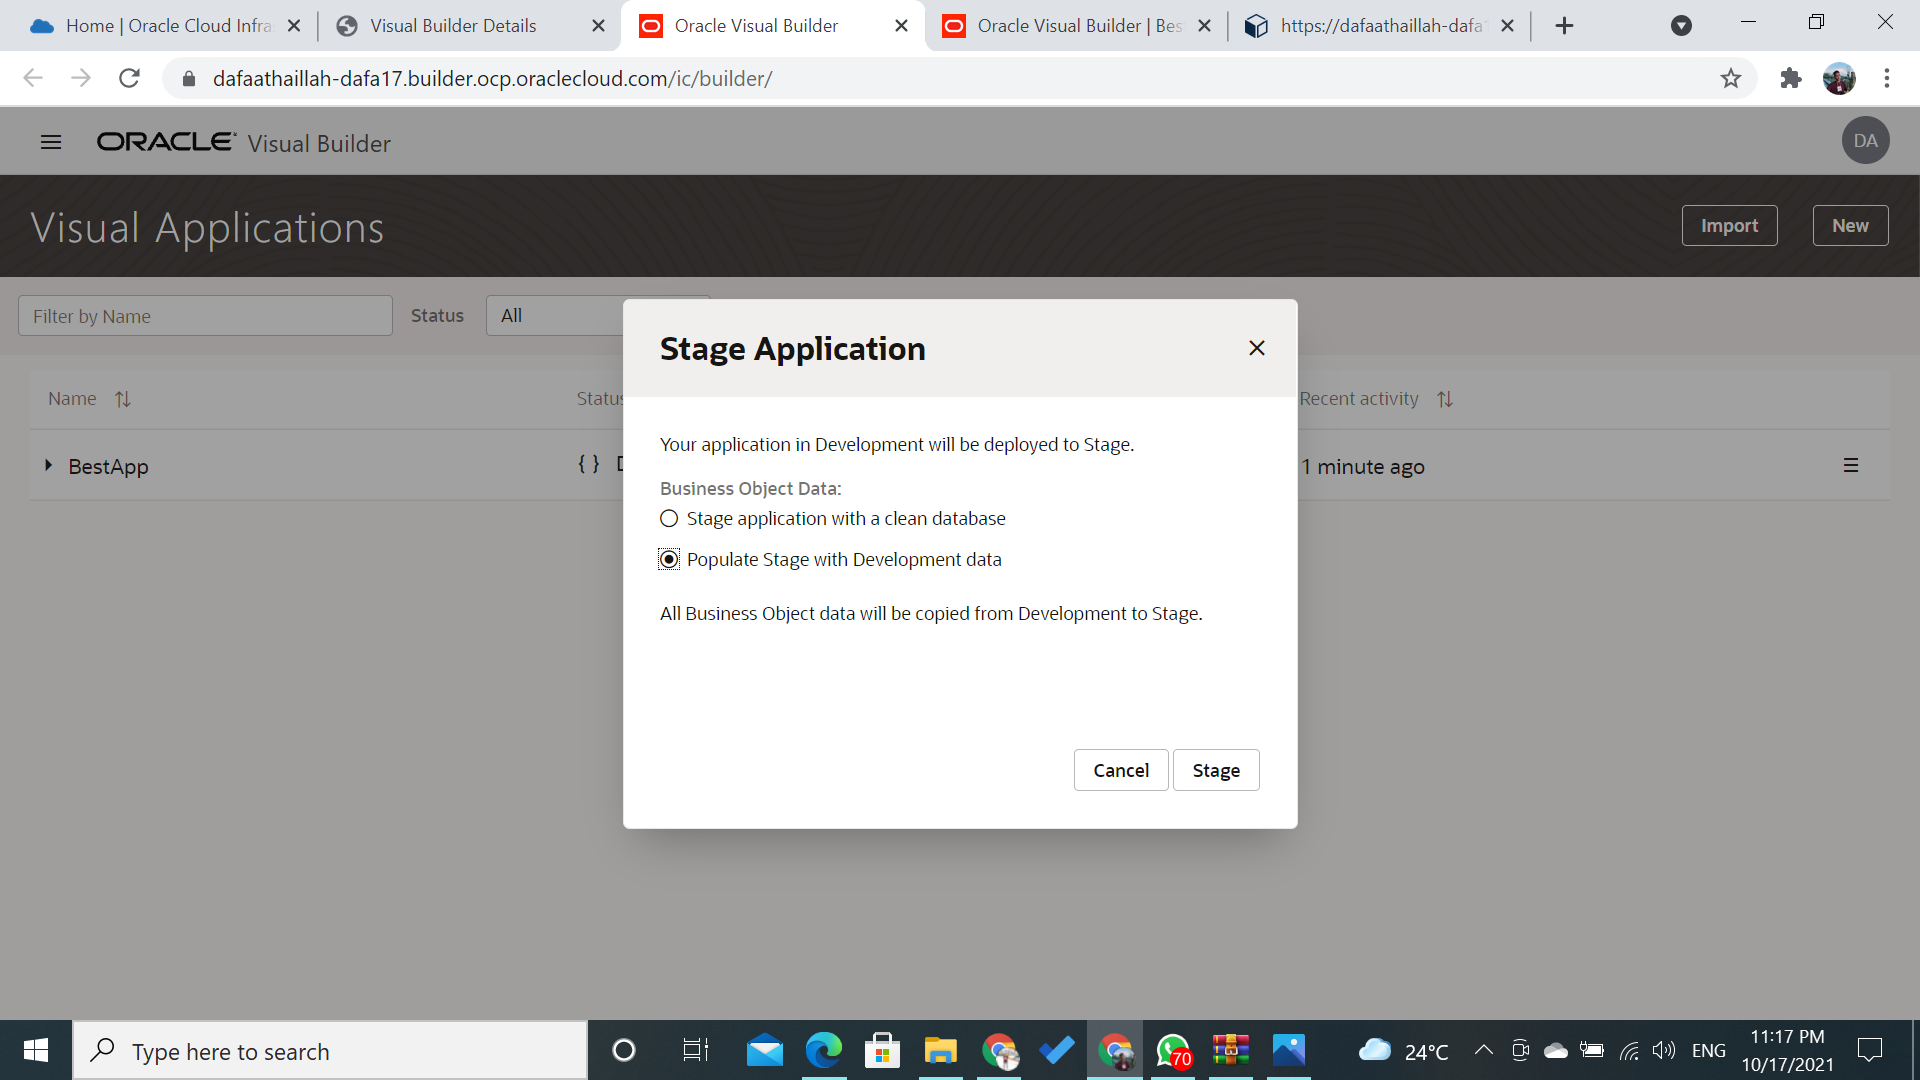 Home | Oracle Cloud Infra
Visual Builder Details
Oracle Visual Builder
Oracle Visual Builder | Bes
https://dafaathaillah-dafa1
dafaathaillah-dafa17.builder.ocp.oraclecloud.com/ic/builder/
ORACLE Visual Builder
DA
Visual Applications
Import
New
Filter by Name
Status
All
Stage Application
Name
Status
Recent activity
Your application in Development will be deployed to Stage.
BestApp
{ } D
1 minute ago
Business Object Data:
Stage application with a clean database
Populate Stage with Development data
All Business Object data will be copied from Development to Stage.
Cancel
Stage
Type here to search
70
24°C
ENG
11:17 PM
10/17/2021